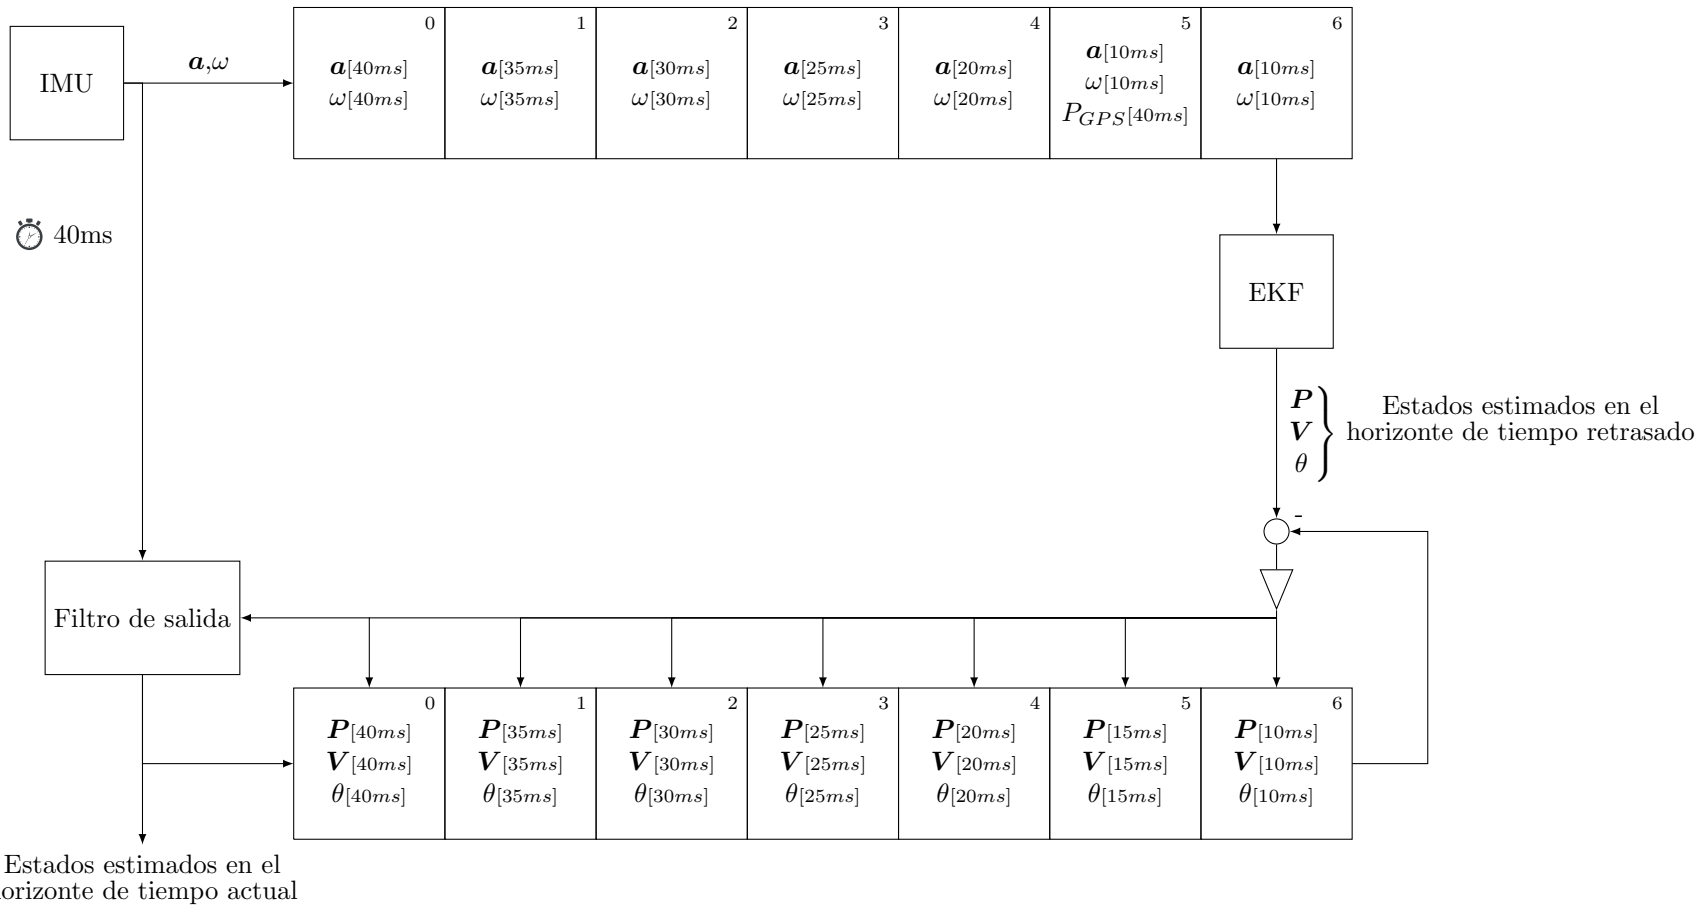 0 1 2 3 4 5 6
IMU
a,ω
a[40ms]
ω[40ms]
a[35ms]
ω[35ms]
a[30ms]
ω[30ms]
a[25ms]
ω[25ms]
a[20ms]
ω[20ms]
a[10ms]
ω[10ms]
P_GPS[40ms]
a[10ms]
ω[10ms]
40ms
EKF
P
V
θ
Estados estimados en el
horizonte de tiempo retrasado
-
Filtro de salida
0 1 2 3 4 5 6
P[40ms]
V[40ms]
θ[40ms]
P[35ms]
V[35ms]
θ[35ms]
P[30ms]
V[30ms]
θ[30ms]
P[25ms]
V[25ms]
θ[25ms]
P[20ms]
V[20ms]
θ[20ms]
P[15ms]
V[15ms]
θ[15ms]
P[10ms]
V[10ms]
θ[10ms]
Estados estimados en el
orizonte de tiempo actual